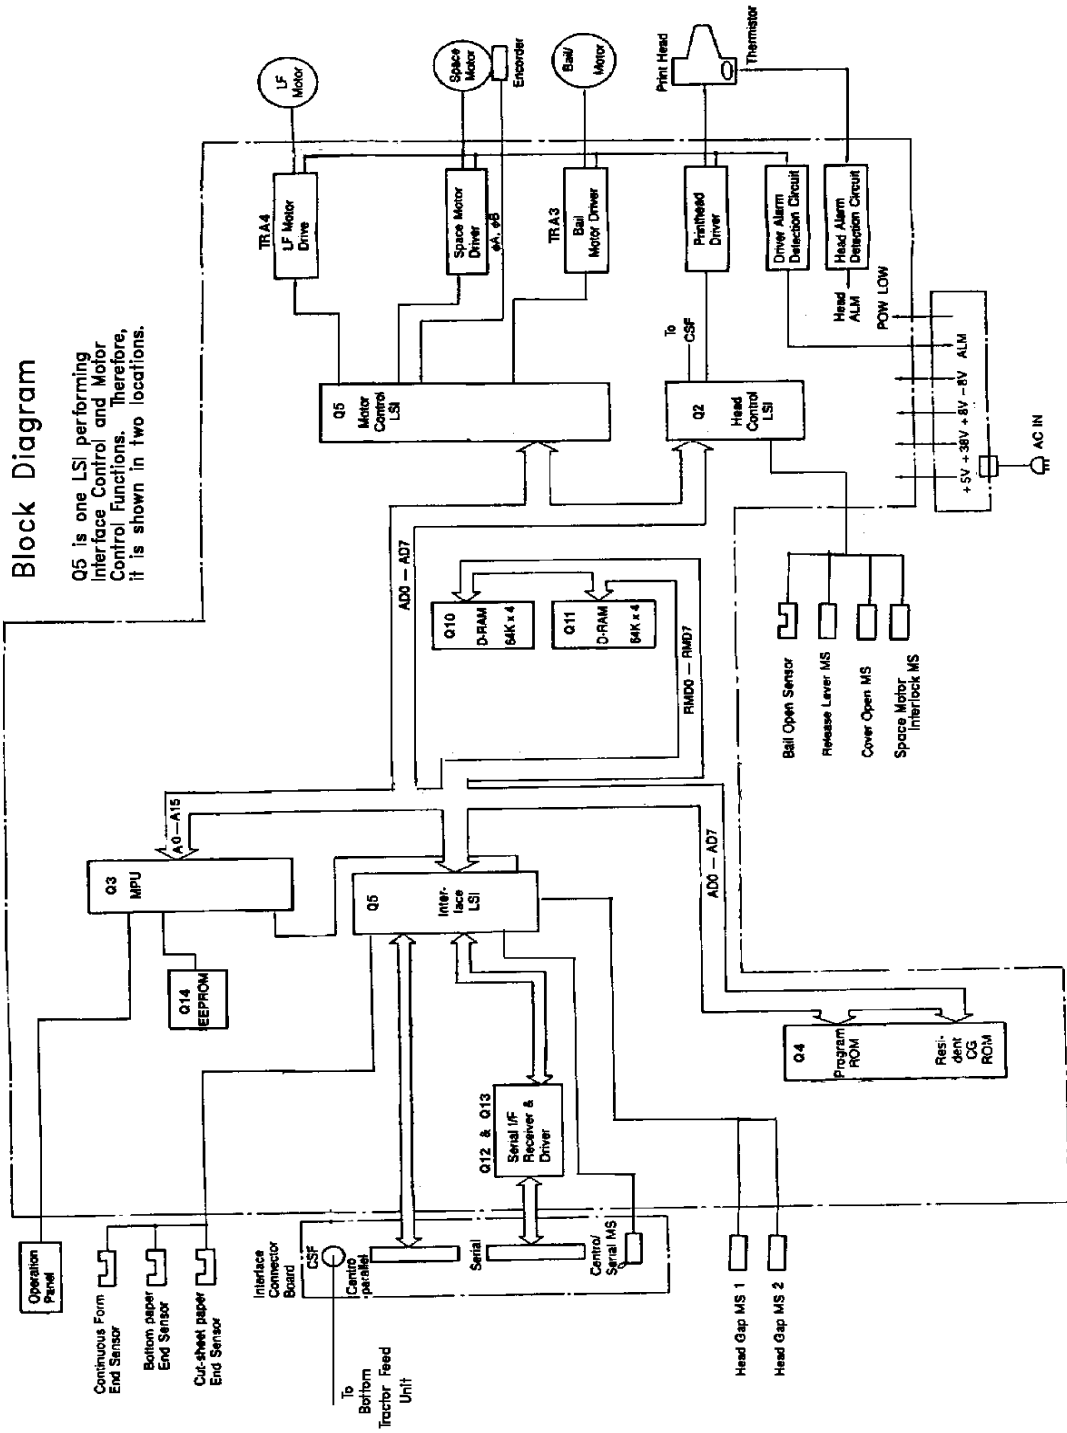 Block Diagram
Q5 is one LSI performing
Interface Control and Motor
Control Functions. Therefore,
it is shown in two locations.
Operation
Panel
Continuous Form
End Sensor
Bottom paper
End Sensor
Cut-sheet paper
End Sensor
Q3
MPU
A0—A15
Q14
EEPROM
TRA4
LF Motor
Drive
LF
Motor
Q5
Motor
Control
LSI
Space Motor
Driver
Space
Motor
Encorder
φA, φB
TRA3
Bail
Motor Driver
Bail/
Motor
AD0 — AD7
Interface
Connector
Board
CSF
Centro
parallel
To
Bottom
Tractor Feed
Unit
Q5
Inter-
face
LSI
Q10
D-RAM
64K x 4
Q11
D-RAM
64K x 4
RMD0 — RMD7
Serial
Q12 & Q13
Serial I/F
Receiver &
Driver
Centro/
Serial MS
To
CSF
Q2
Head
Control
LSI
Printhead
Driver
Print Head
Thermistor
Driver Alarm
Detection Circuit
Head Alarm
Detection Circuit
Head
ALM
POW LOW
AD0 — AD7
Head Gap MS 1
Head Gap MS 2
Q4
Program
ROM
Resi-
dent
CG
ROM
Bail Open Sensor
Release Lever MS
Cover Open MS
Space Motor
Interlock MS
+5V +38V +8V -8V ALM
AC IN